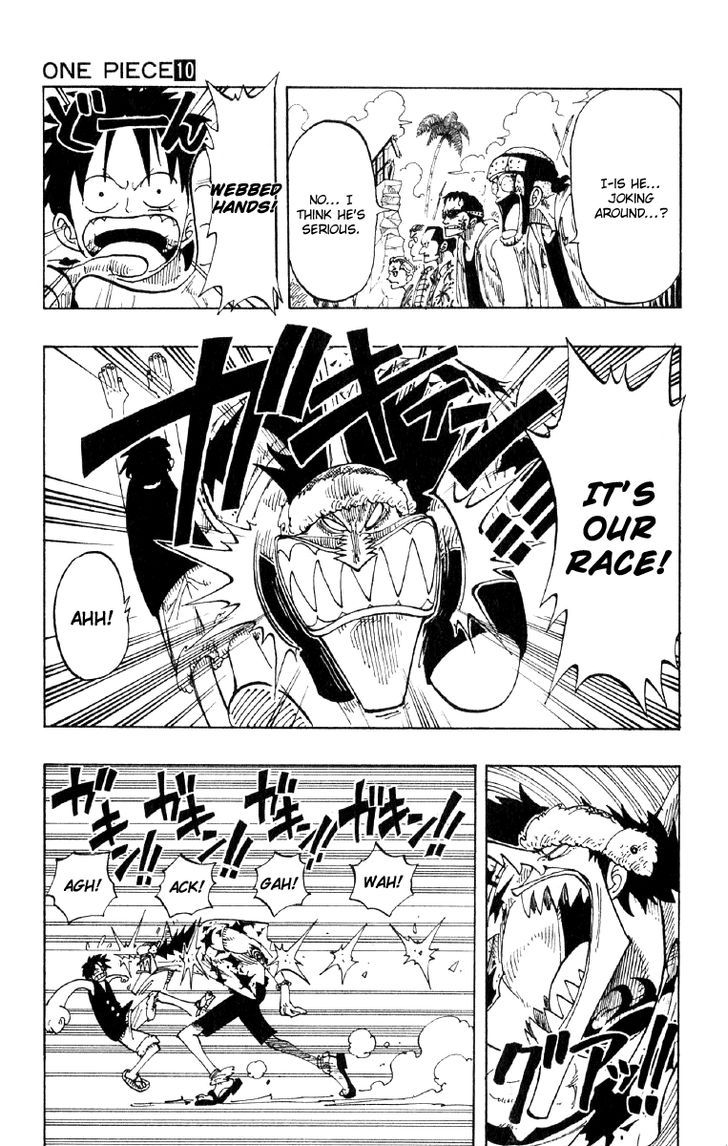 ONE PIECE 10
I-IS HE...
JOKING
AROUND...?
NO... I
THINK HE'S
SERIOUS.
WEBBED
HANDS!
どーん
IT'S
OUR
RACE!
ガキィーン!!!
AHH!
グアッ!!
ガキン!!
ガキン!!
ガキン!!
ガキン!!
WAH!
GAH!
ACK!
AGH!